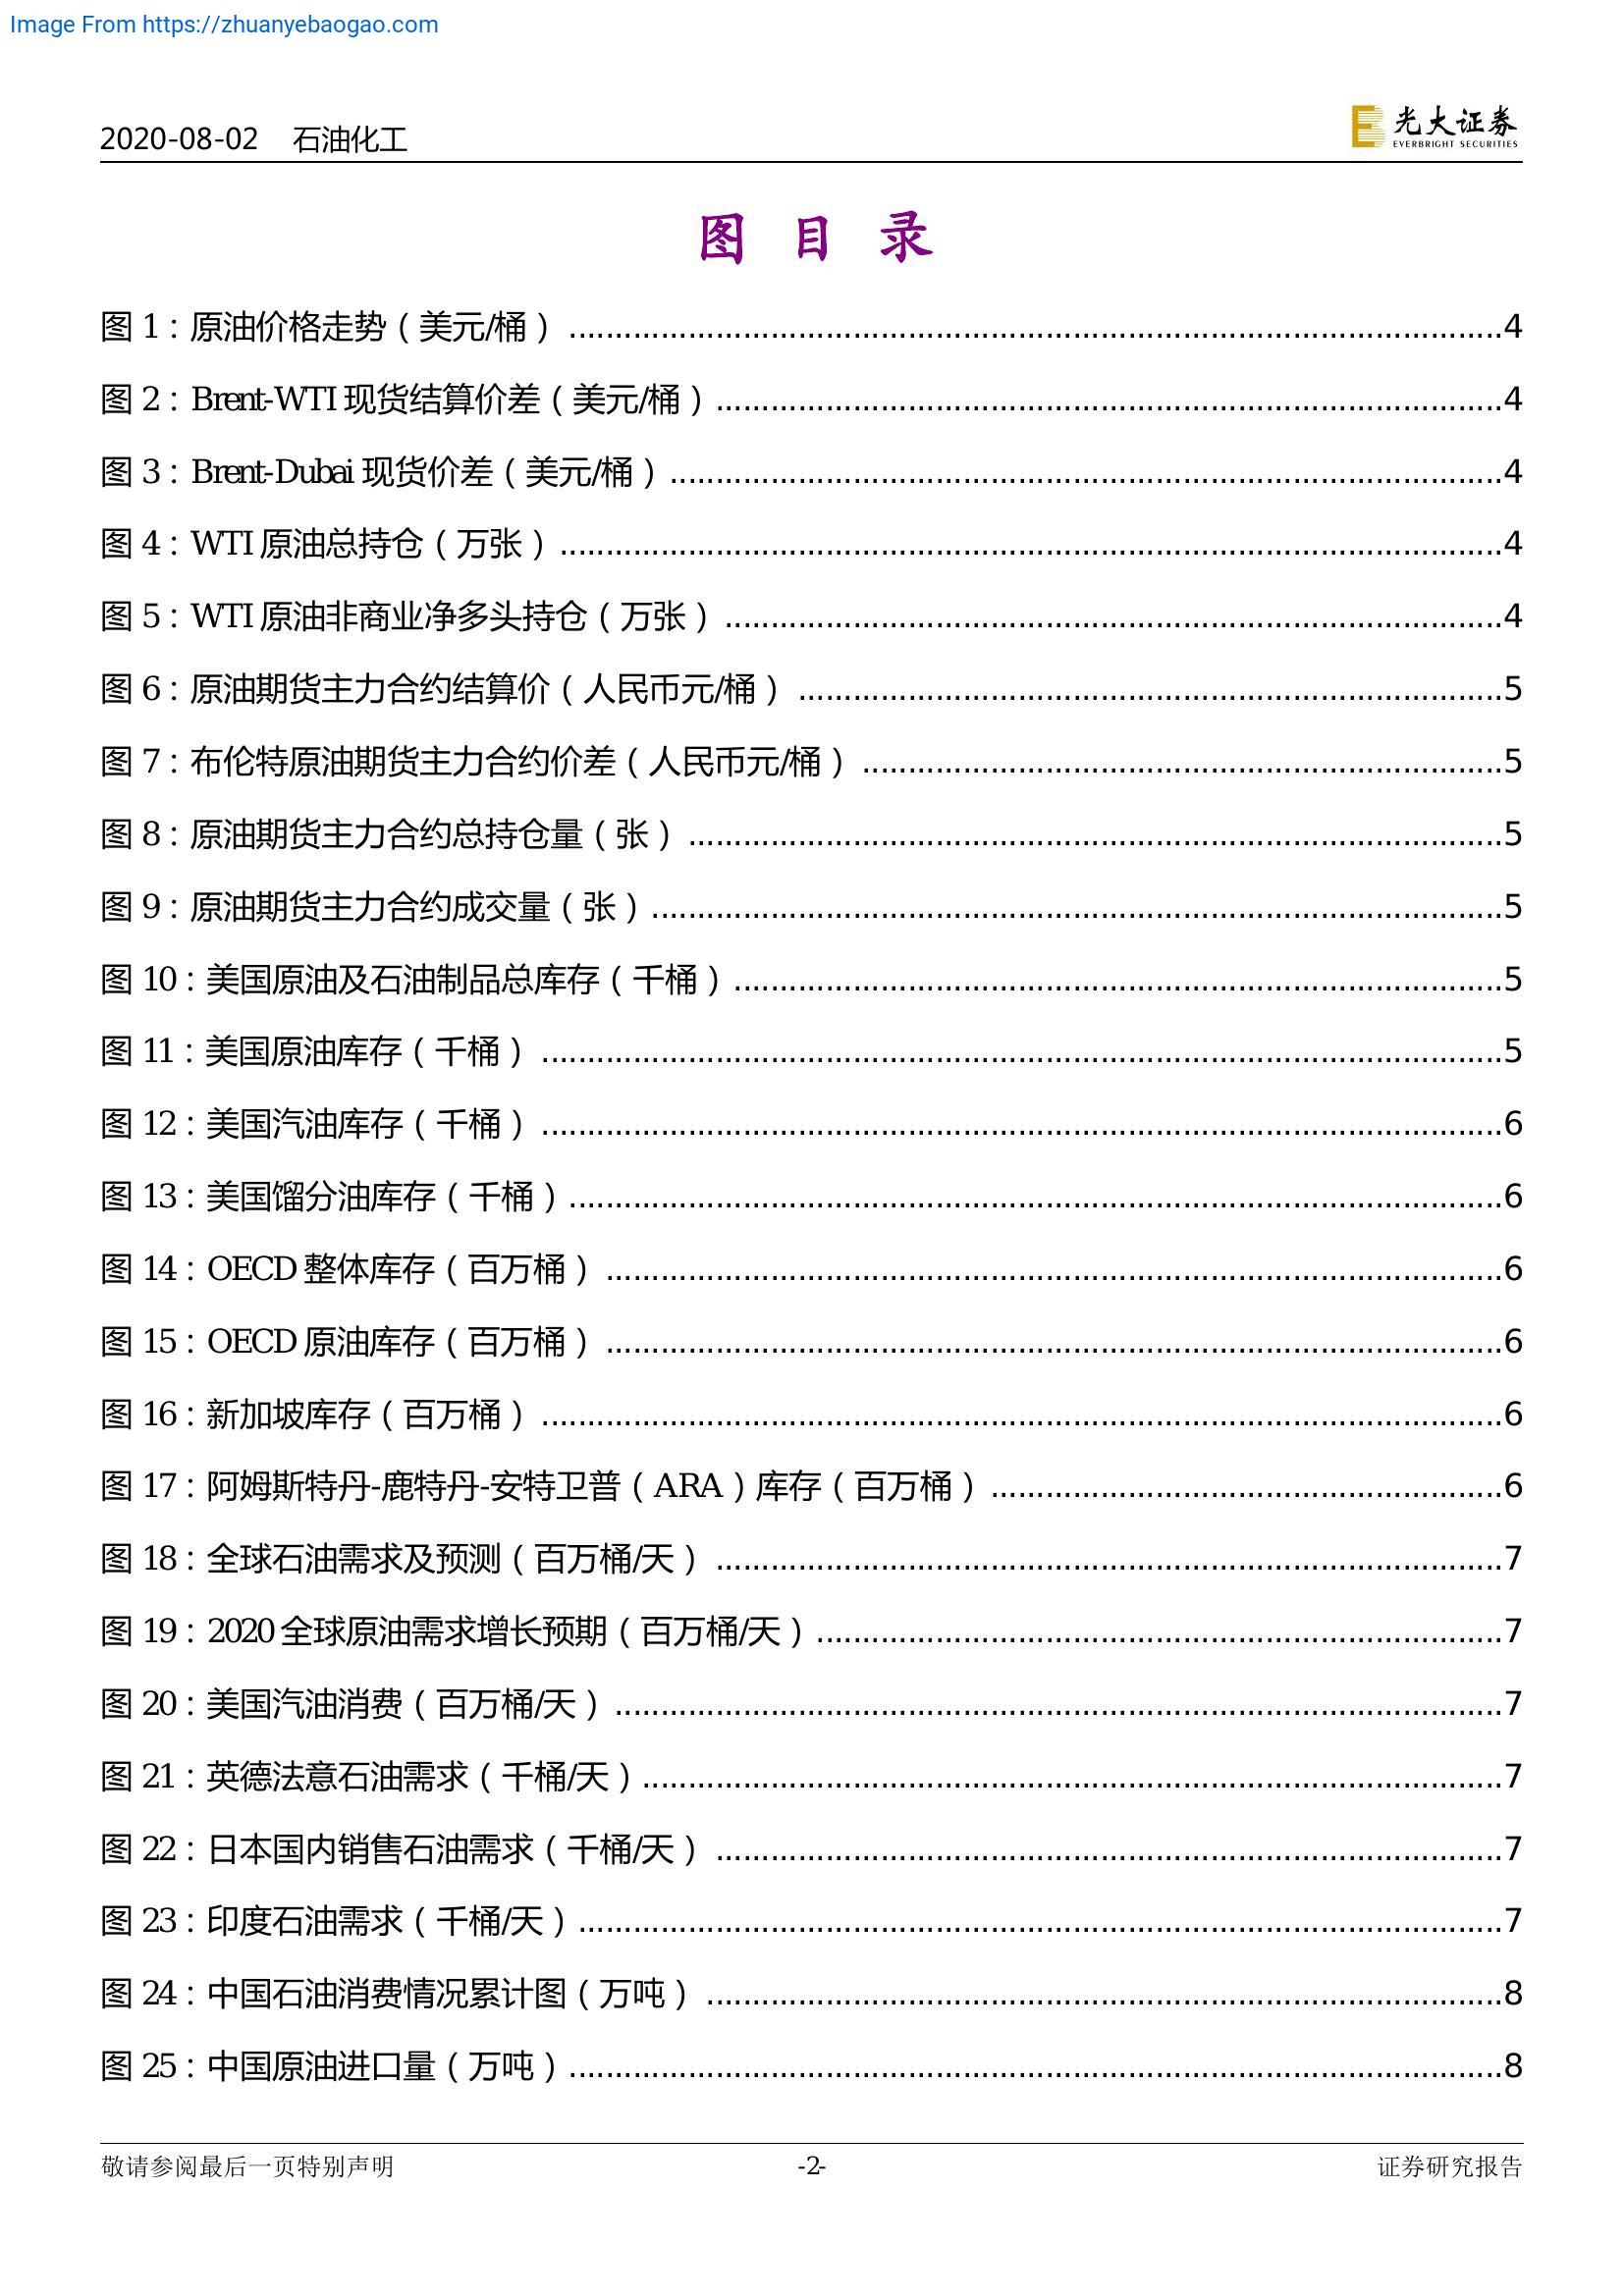 Image From https://zhuanyebaogao.com
2020-08-02 石油化工
光大证券
EVERBRIGHT SECURITIES
图 目 录
图 1：原油价格走势（美元/桶）....................4
图 2：Brent-WTI 现货结算价差（美元/桶）....................4
图 3：Brent-Dubai 现货价差（美元/桶）....................4
图 4：WTI 原油总持仓（万张）....................4
图 5：WTI 原油非商业净多头持仓（万张）....................4
图 6：原油期货主力合约结算价（人民币元/桶）....................5
图 7：布伦特原油期货主力合约价差（人民币元/桶）....................5
图 8：原油期货主力合约总持仓量（张）....................5
图 9：原油期货主力合约成交量（张）....................5
图 10：美国原油及石油制品总库存（千桶）....................5
图 11：美国原油库存（千桶）....................5
图 12：美国汽油库存（千桶）....................6
图 13：美国馏分油库存（千桶）....................6
图 14：OECD 整体库存（百万桶）....................6
图 15：OECD 原油库存（百万桶）....................6
图 16：新加坡库存（百万桶）....................6
图 17：阿姆斯特丹-鹿特丹-安特卫普（ARA）库存（百万桶）....................6
图 18：全球石油需求及预测（百万桶/天）....................7
图 19：2020 全球原油需求增长预期（百万桶/天）....................7
图 20：美国汽油消费（百万桶/天）....................7
图 21：英德法意石油需求（千桶/天）....................7
图 22：日本国内销售石油需求（千桶/天）....................7
图 23：印度石油需求（千桶/天）....................7
图 24：中国石油消费情况累计图（万吨）....................8
图 25：中国原油进口量（万吨）....................8
敬请参阅最后一页特别声明 -2- 证券研究报告